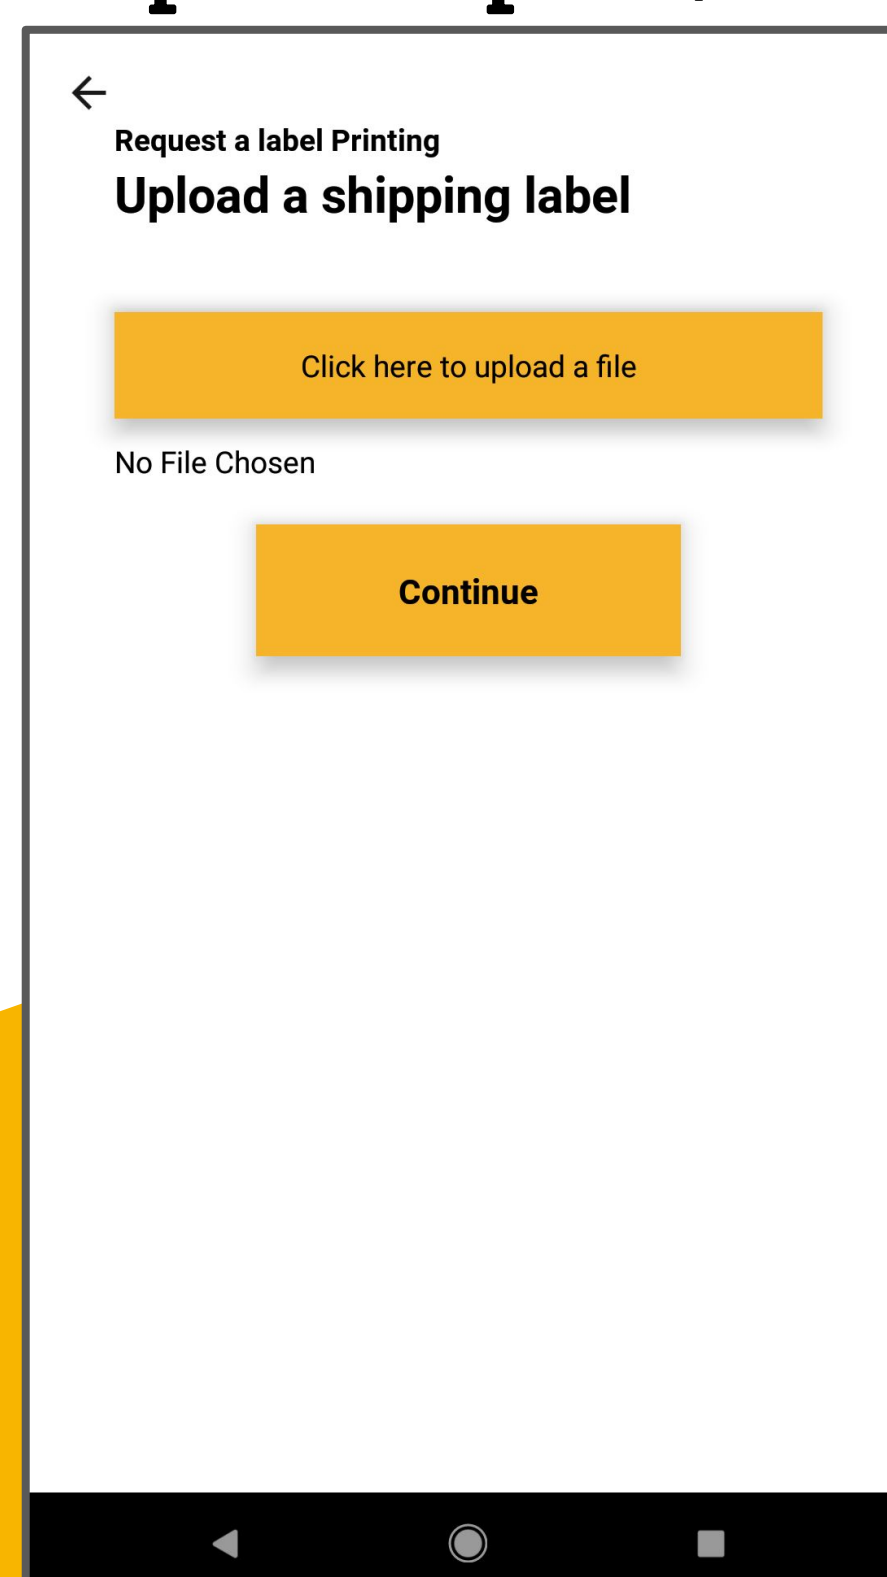 Request a label Printing
Upload a shipping label
Click here to upload a file
No File Chosen
Continue